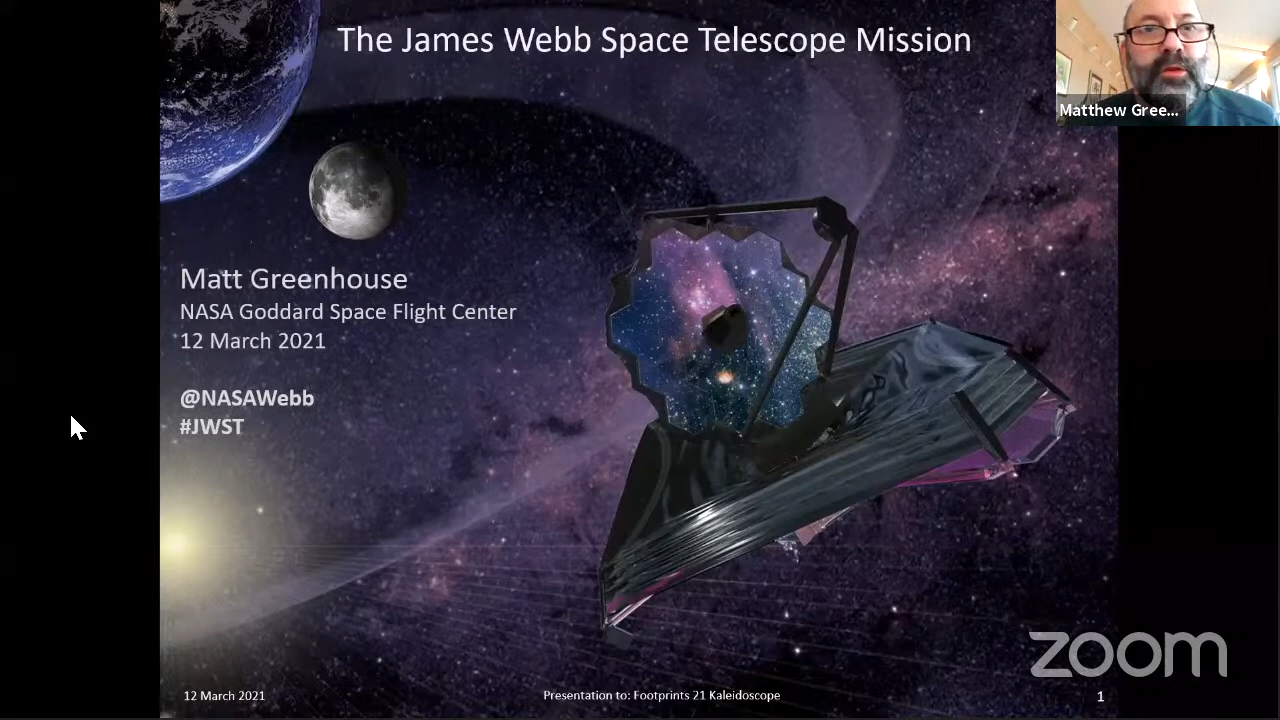 The James Webb Space Telescope Mission
Matthew Gree...
Matt Greenhouse
NASA Goddard Space Flight Center
12 March 2021
@NASAWebb
#JWST
zoom
12 March 2021
Presentation to: Footprints 21 Kaleidoscope
1